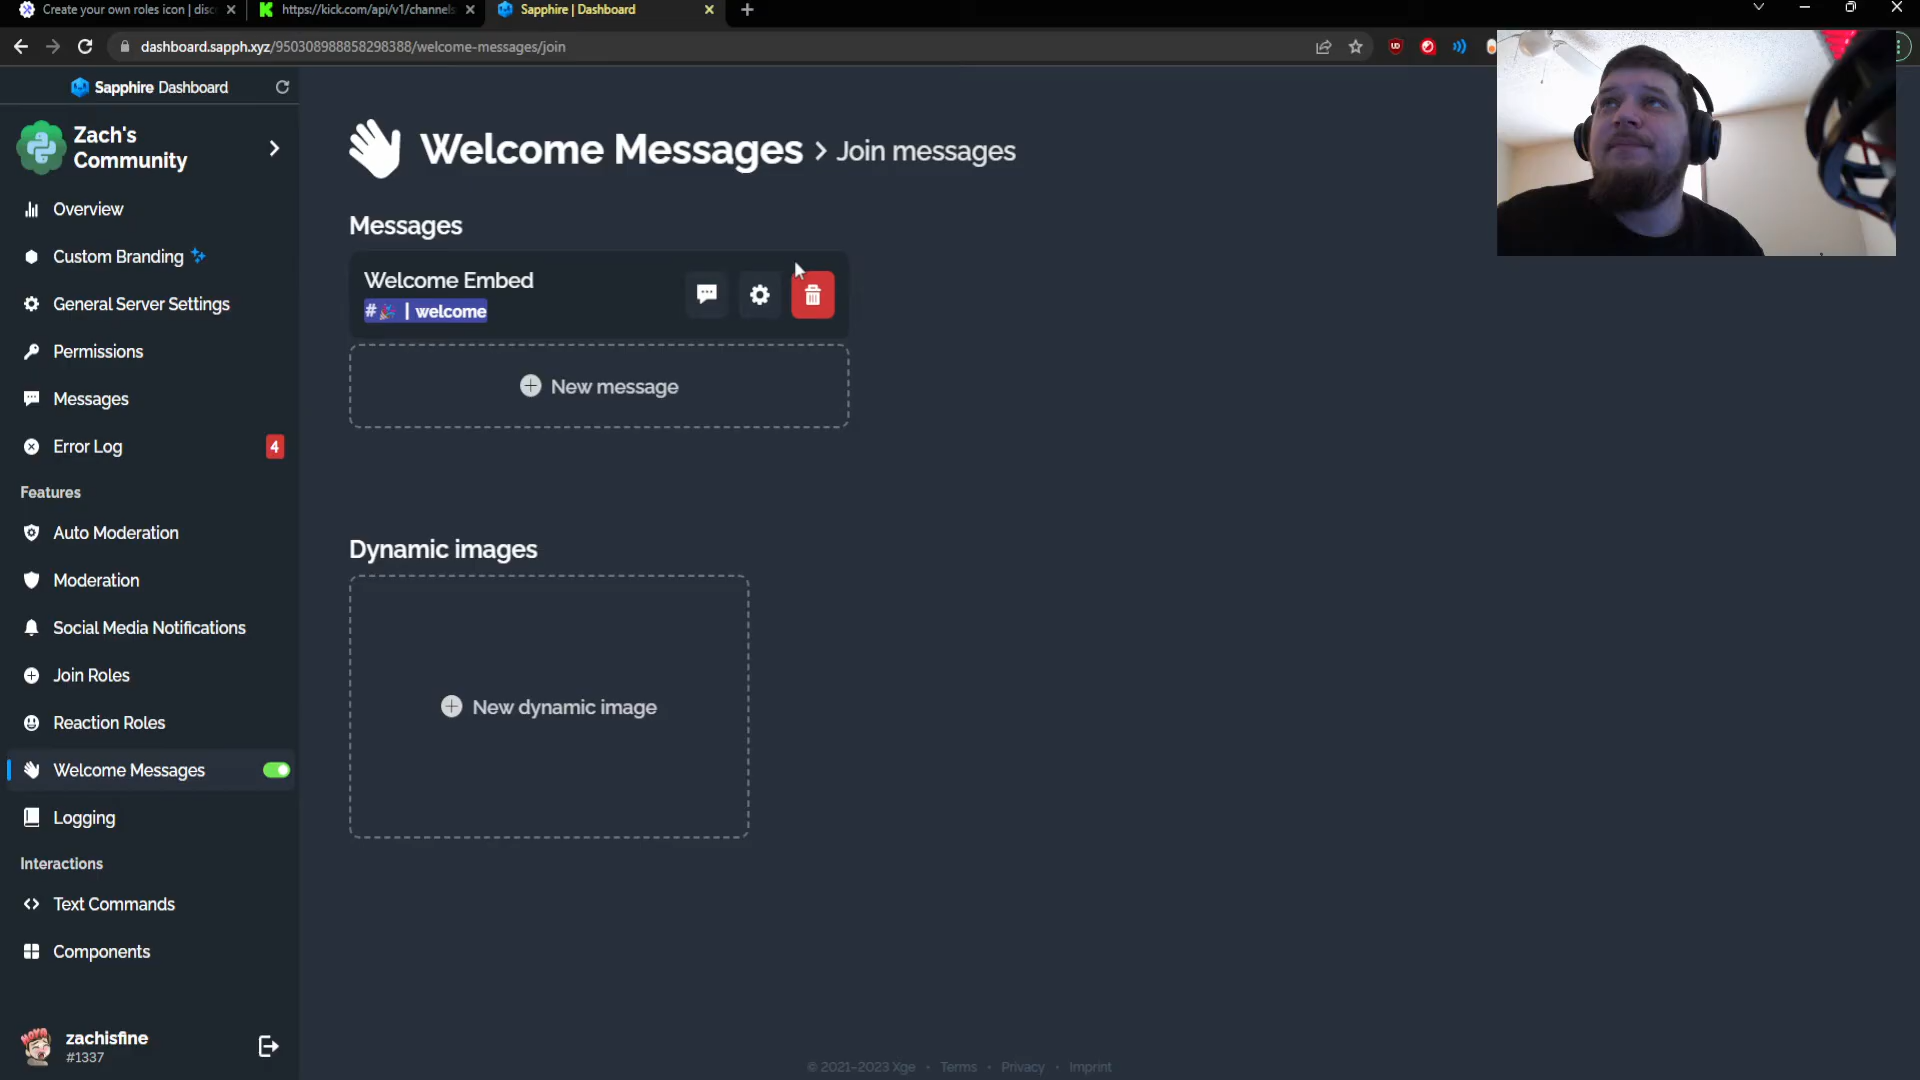 Create your own roles icon | disc
https://kick.com/api/v1/channels
Sapphire | Dashboard
dashboard.sapph.xyz/950308988858298388/welcome-messages/join
Sapphire Dashboard
Zach's
Community
Overview
Custom Branding
General Server Settings
Permissions
Messages
Error Log
4
Features
Auto Moderation
Moderation
Social Media Notifications
Join Roles
Reaction Roles
Welcome Messages
Logging
Interactions
Text Commands
Components
zachisfine
#1337
Welcome Messages > Join messages
Messages
Welcome Embed
#🎉 | welcome
New message
Dynamic images
New dynamic image
© 2021-2023 Xge • Terms • Privacy • Imprint